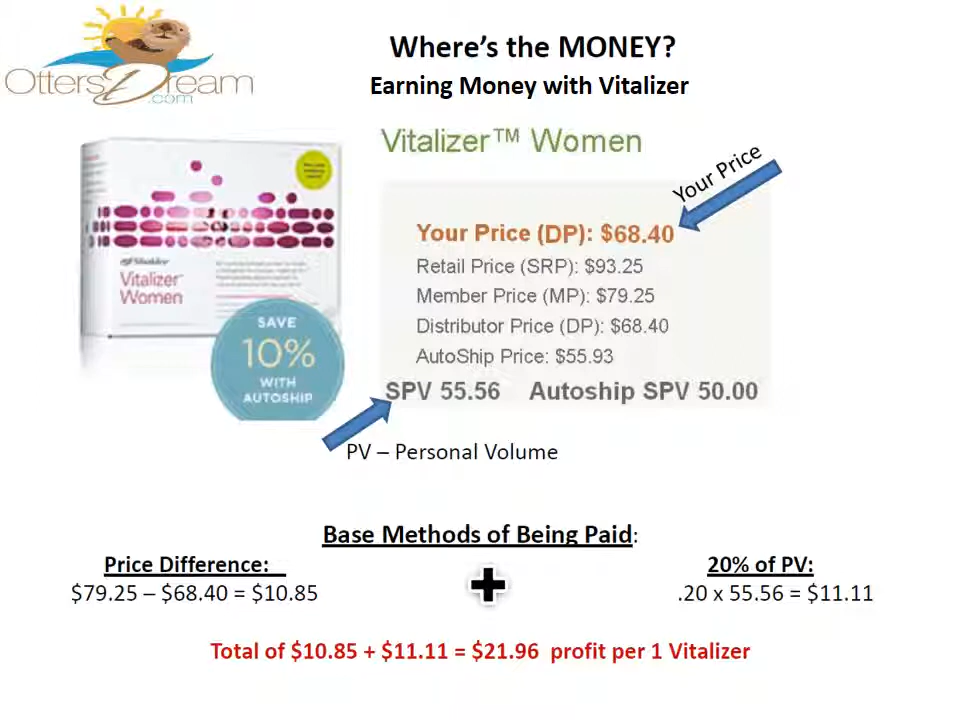 OttersDream
.com
Where's the MONEY?
Earning Money with Vitalizer
Vitalizer™ Women
Your Price
Your Price (DP): $68.40
Retail Price (SRP): $93.25
Member Price (MP): $79.25
Distributor Price (DP): $68.40
AutoShip Price: $55.93
SPV 55.56 Autoship SPV 50.00
Shaklee
Vitalizer™
Women
SAVE
10%
WITH
AUTOSHIP
PV – Personal Volume
Base Methods of Being Paid:
Price Difference:
$79.25 – $68.40 = $10.85
20% of PV:
.20 x 55.56 = $11.11
Total of $10.85 + $11.11 = $21.96 profit per 1 Vitalizer